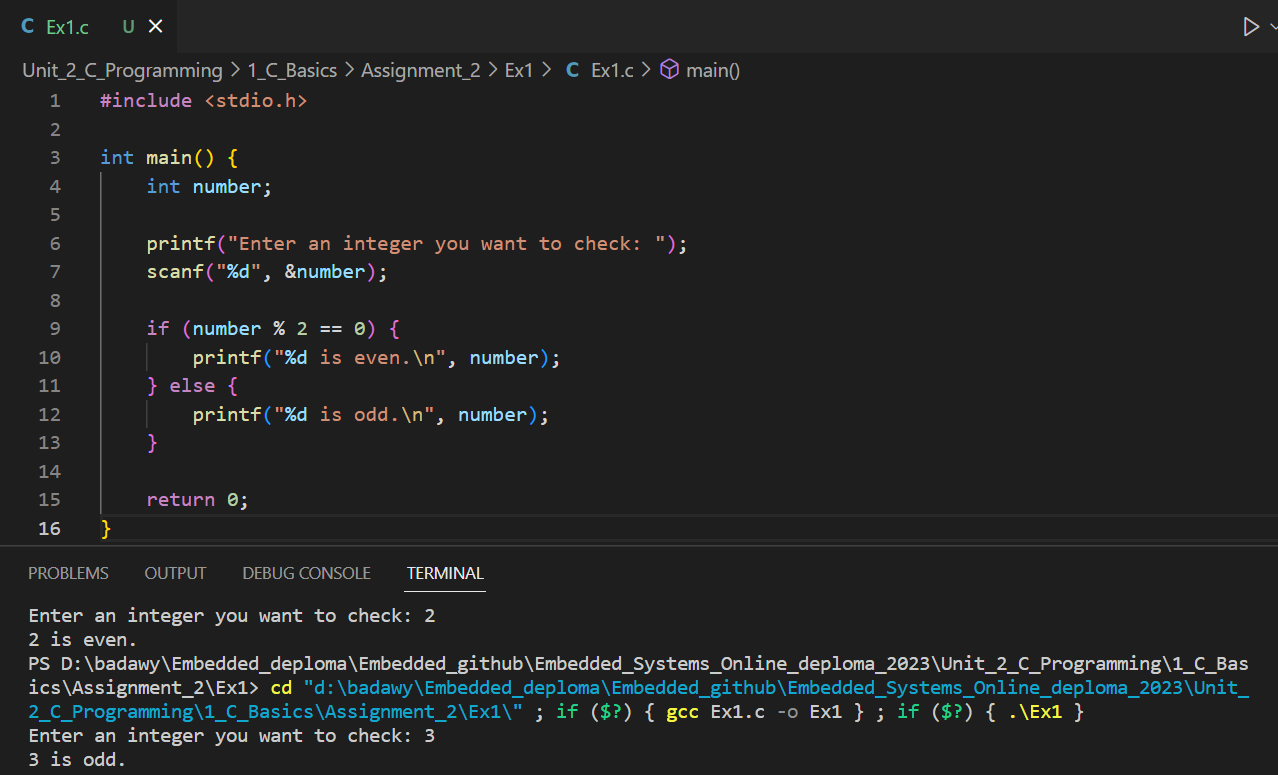 C Ex1.c U ×
Unit_2_C_Programming > 1_C_Basics > Assignment_2 > Ex1 > C Ex1.c > main()
1 #include <stdio.h>
2
3 int main() {
4     int number;
5
6     printf("Enter an integer you want to check: ");
7     scanf("%d", &number);
8
9     if (number % 2 == 0) {
10         printf("%d is even.\n", number);
11     } else {
12         printf("%d is odd.\n", number);
13     }
14
15     return 0;
16 }
PROBLEMS OUTPUT DEBUG CONSOLE TERMINAL
Enter an integer you want to check: 2
2 is even.
PS D:\badawy\Embedded_deploma\Embedded_github\Embedded_Systems_Online_deploma_2023\Unit_2_C_Programming\1_C_Bas
ics\Assignment_2\Ex1> cd "d:\badawy\Embedded_deploma\Embedded_github\Embedded_Systems_Online_deploma_2023\Unit_
2_C_Programming\1_C_Basics\Assignment_2\Ex1\" ; if ($?) { gcc Ex1.c -o Ex1 } ; if ($?) { .\Ex1 }
Enter an integer you want to check: 3
3 is odd.